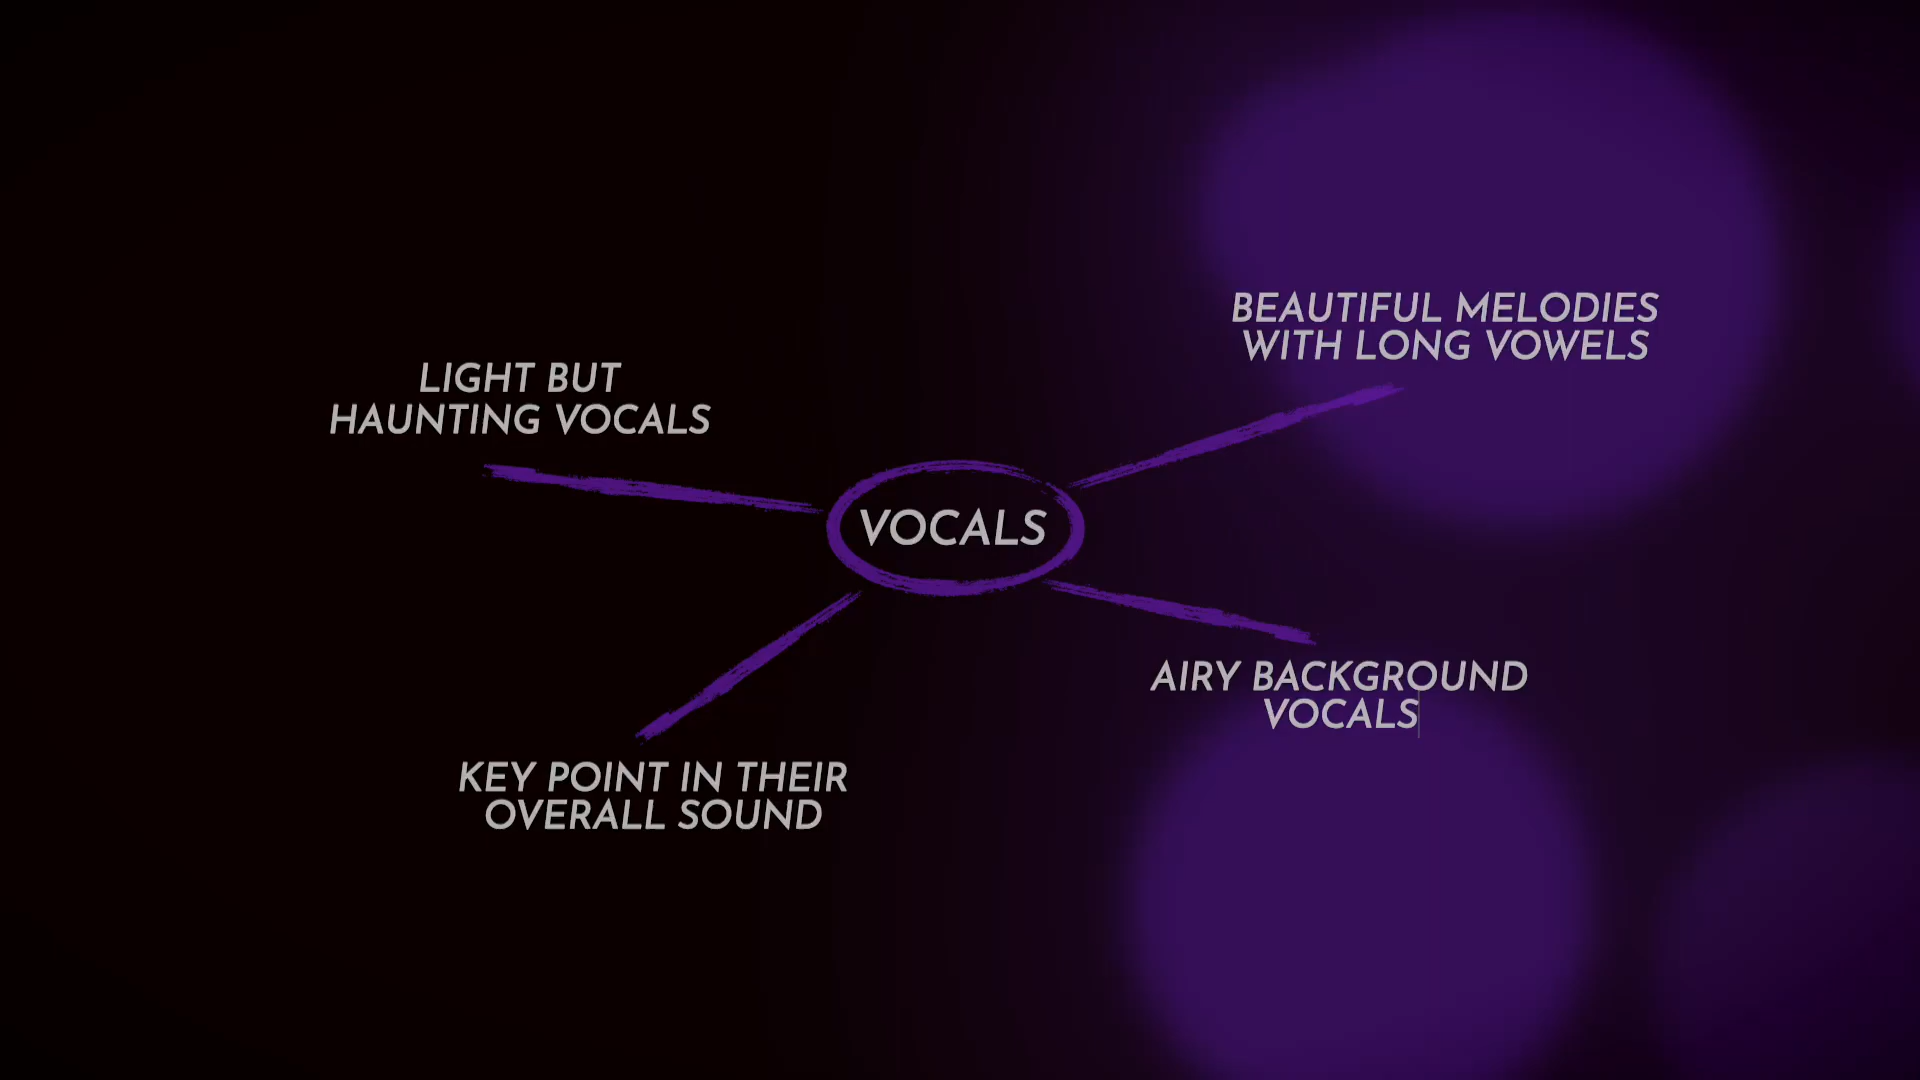 BEAUTIFUL MELODIES
WITH LONG VOWELS
LIGHT BUT
HAUNTING VOCALS
VOCALS
AIRY BACKGROUND
VOCALS
KEY POINT IN THEIR
OVERALL SOUND